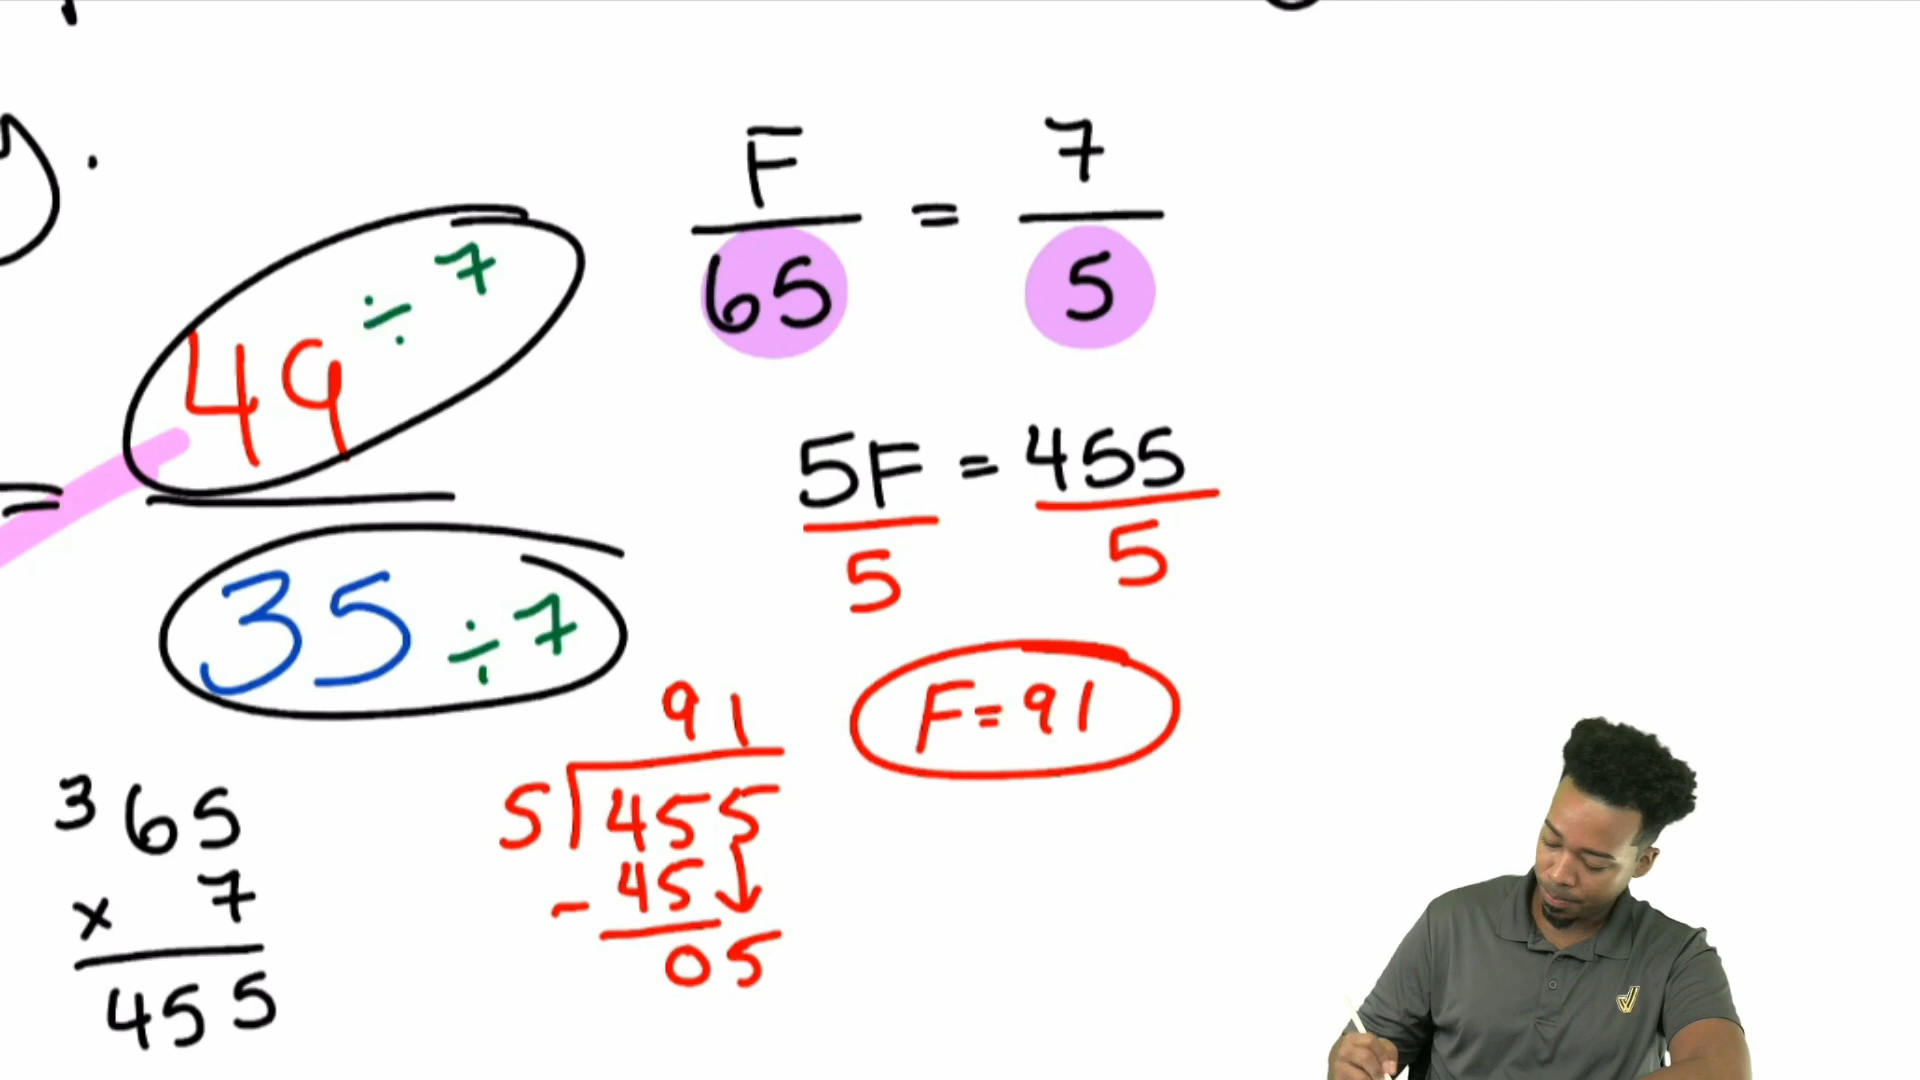 F/65 = 7/5
49 ÷ 7
=
35 ÷ 7
5F = 455
5 5
F = 91
3 65
x 7
455
91
5 455
- 45
05